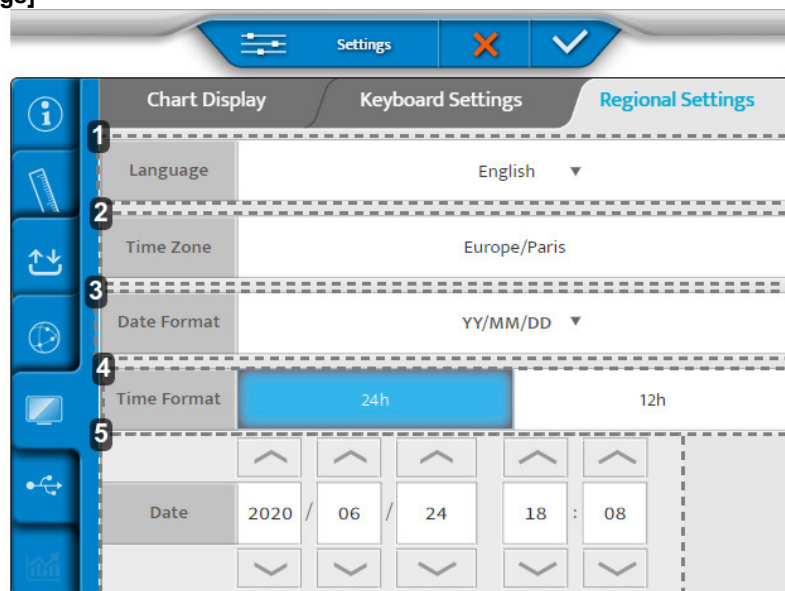 ge]
Settings
Chart Display Keyboard Settings Regional Settings
1
Language English
2
Time Zone Europe/Paris
3
Date Format YY/MM/DD
4
Time Format 24h 12h
5
Date 2020 / 06 / 24 18 : 08